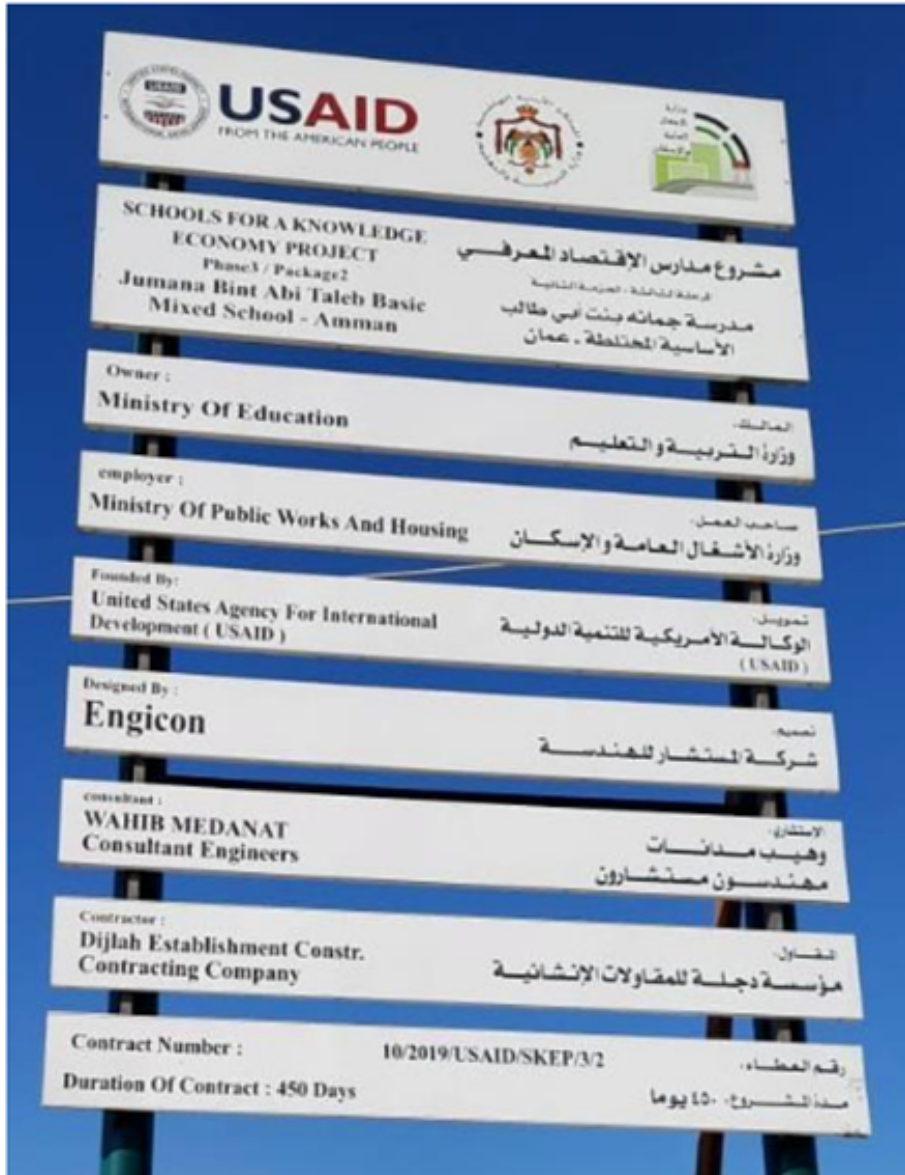 USAID
FROM THE AMERICAN PEOPLE
SCHOOLS FOR A KNOWLEDGE
ECONOMY PROJECT
Phase3 / Package2
Jumana Bint Abi Taleb Basic
Mixed School - Amman
مشروع مدارس الإقتصاد المعرفي
المرحلة الثالثة - الحزمة الثانية
مدرسة جمانه بنت أبي طالب
الأساسية المختلطة - عمان
Owner :
Ministry Of Education
المالك:
وزارة التربية و التعليم
employer :
Ministry Of Public Works And Housing
صاحب العمل:
وزارة الأشغال العامة والإسكان
Founded By:
United States Agency For International
Development ( USAID )
تمويل:
الوكالة الأمريكية للتنمية الدولية
( USAID )
Designed By :
Engicon
تصميم:
شركة المستشار للهندسة
consultant :
WAHIB MEDANAT
Consultant Engineers
الاستشاري:
وهيب مدانات
مهندسون مستشارون
Contractor :
Dijlah Establishment Constr.
Contracting Company
المقاول:
مؤسسة دجلة للمقاولات الإنشائية
Contract Number : 10/2019/USAID/SKEP/3/2
رقم العطاء:
Duration Of Contract : 450 Days
مدة المشروع: ٤٥٠ يوما